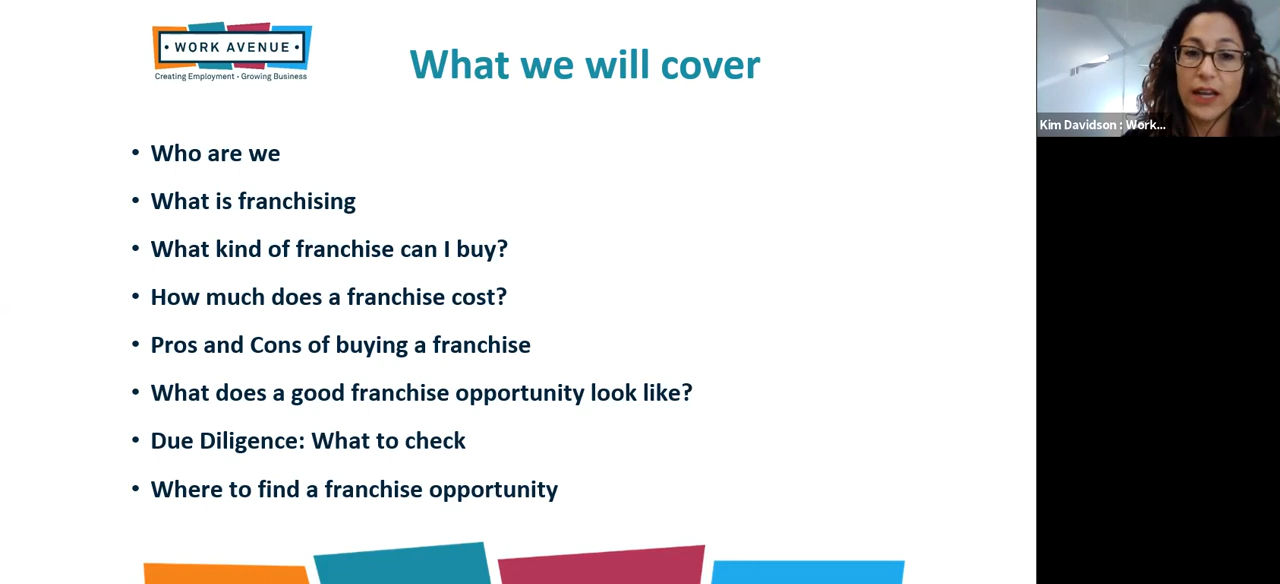 • WORK AVENUE •
Creating Employment • Growing Business
What we will cover
• Who are we
• What is franchising
• What kind of franchise can I buy?
• How much does a franchise cost?
• Pros and Cons of buying a franchise
• What does a good franchise opportunity look like?
• Due Diligence: What to check
• Where to find a franchise opportunity
Kim Davidson : Work...